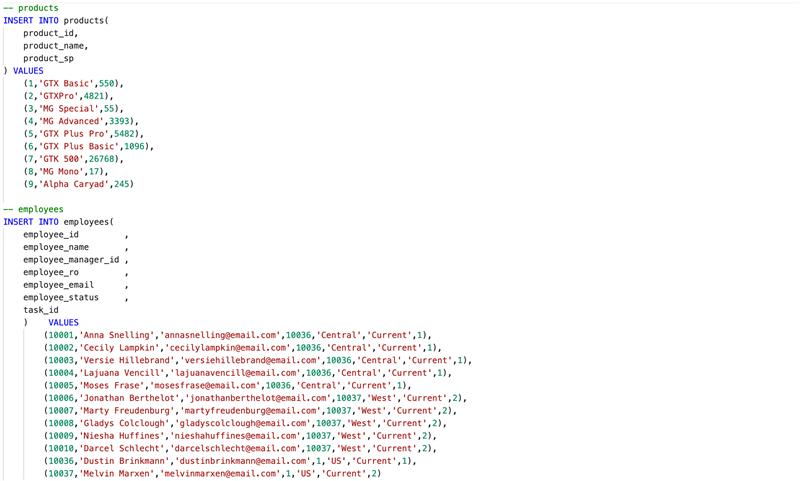 -- products
INSERT INTO products(
product_id,
product_name,
product_sp
) VALUES
(1,'GTX Basic',550),
(2,'GTXPro',4821),
(3,'MG Special',55),
(4,'MG Advanced',3393),
(5,'GTX Plus Pro',5482),
(6,'GTX Plus Basic',1096),
(7,'GTK 500',26768),
(8,'MG Mono',17),
(9,'Alpha Caryad',245)
-- employees
INSERT INTO employees(
employee_id ,
employee_name ,
employee_manager_id ,
employee_ro ,
employee_email ,
employee_status ,
task_id
) VALUES
(10001,'Anna Snelling','annasnelling@email.com',10036,'Central','Current',1),
(10002,'Cecily Lampkin','cecilylampkin@email.com',10036,'Central','Current',1),
(10003,'Versie Hillebrand','versiehillebrand@email.com',10036,'Central','Current',1),
(10004,'Lajuana Vencill','lajuanavencill@email.com',10036,'Central','Current',1),
(10005,'Moses Frase','mosesfrase@email.com',10036,'Central','Current',1),
(10006,'Jonathan Berthelot','jonathanberthelot@email.com',10037,'West','Current',2),
(10007,'Marty Freudenburg','martyfreudenburg@email.com',10037,'West','Current',2),
(10008,'Gladys Colclough','gladyscolclough@email.com',10037,'West','Current',2),
(10009,'Niesha Huffines','nieshahuffines@email.com',10037,'West','Current',2),
(10010,'Darcel Schlecht','darcelschlecht@email.com',10037,'West','Current',2),
(10036,'Dustin Brinkmann','dustinbrinkmann@email.com',1,'US','Current',1),
(10037,'Melvin Marxen','melvinmarxen@email.com',1,'US','Current',2)